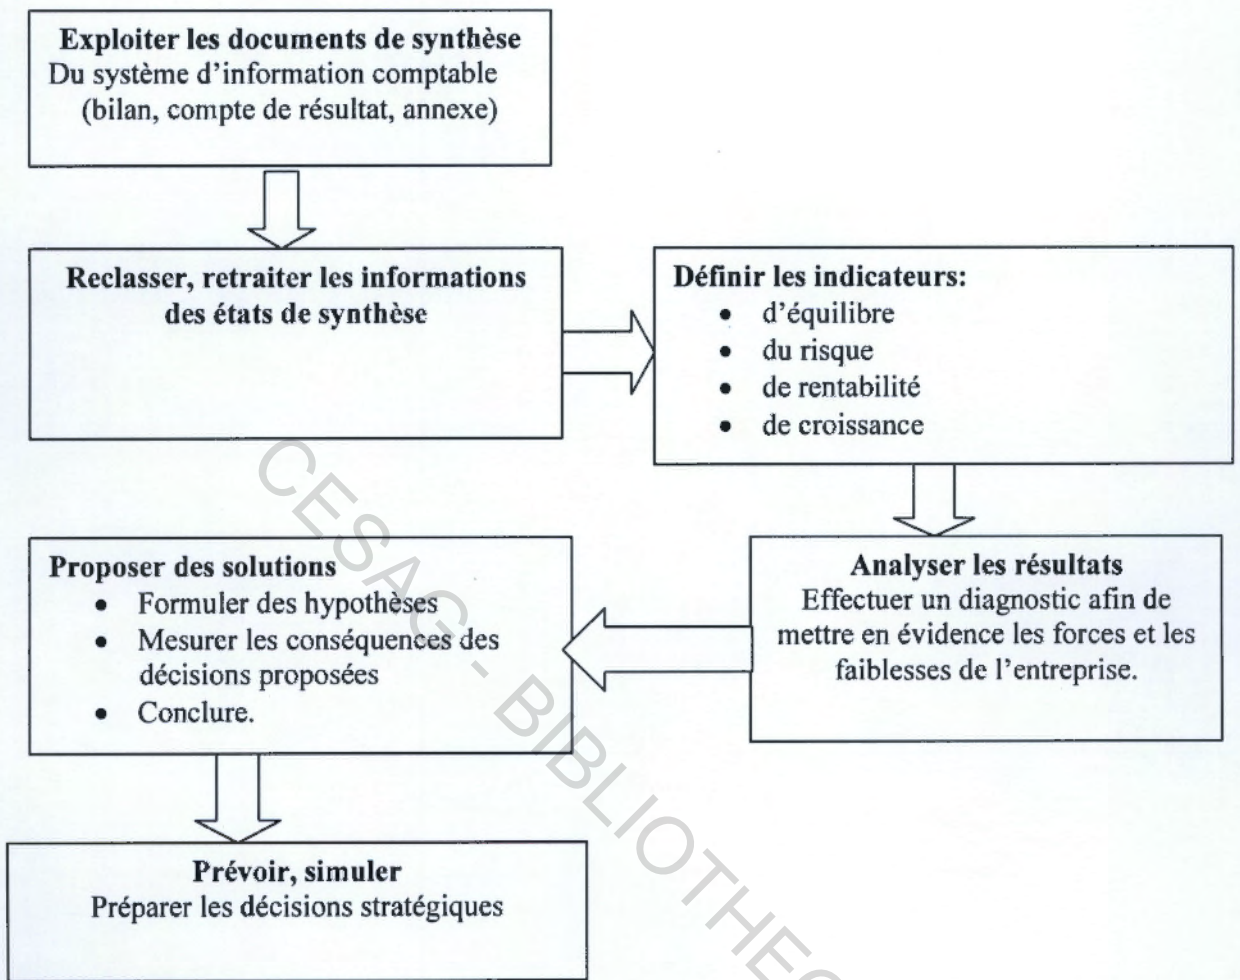 Exploiter les documents de synthèse
Du système d'information comptable
(bilan, compte de résultat, annexe)
Reclasser, retraiter les informations
des états de synthèse
Définir les indicateurs:
• d'équilibre
• du risque
• de rentabilité
• de croissance
Analyser les résultats
Effectuer un diagnostic afin de
mettre en évidence les forces et les
faiblesses de l'entreprise.
Proposer des solutions
• Formuler des hypothèses
• Mesurer les conséquences des
décisions proposées
• Conclure.
Prévoir, simuler
Préparer les décisions stratégiques
CESAG - BIBLIOTHE